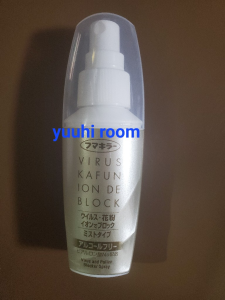 フマキラー
yuuhi room
VIRUS
KAFUN
ION DE
BLOCK
ウイルス・花粉
イオンでブロック
ミストタイプ
アルコールフリー